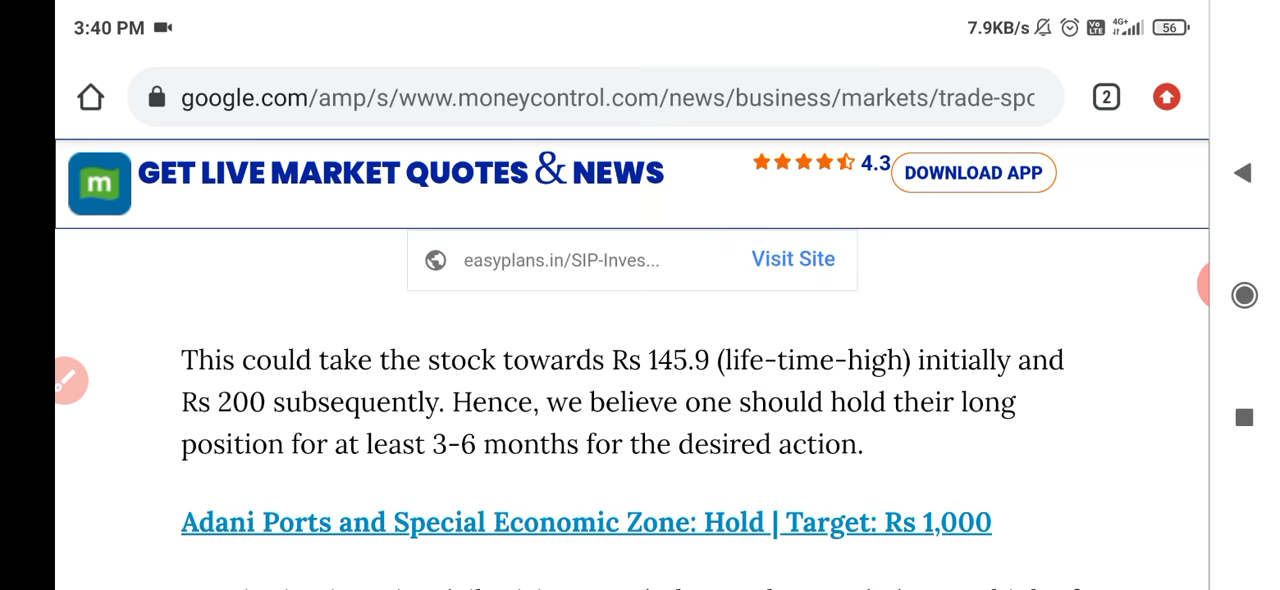 3:40 PM
7.9KB/s Vo LTE 4G+ 56
google.com/amp/s/www.moneycontrol.com/news/business/markets/trade-spo
2
m GET LIVE MARKET QUOTES & NEWS
4.3 DOWNLOAD APP
easyplans.in/SIP-Inves... Visit Site
This could take the stock towards Rs 145.9 (life-time-high) initially and
Rs 200 subsequently. Hence, we believe one should hold their long
position for at least 3-6 months for the desired action.
Adani Ports and Special Economic Zone: Hold | Target: Rs 1,000